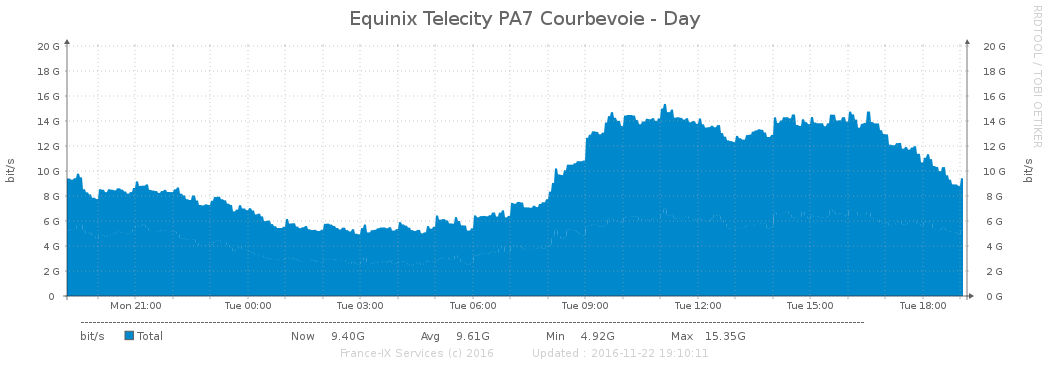 Equinix Telecity PA7 Courbevoie - Day
RRDTOOL / TOBI OETIKER
bit/s
20 G 20 G
18 G 18 G
16 G 16 G
14 G 14 G
12 G 12 G
10 G 10 G
8 G 8 G
6 G 6 G
4 G 4 G
2 G 2 G
0 0 G
bit/s
Mon 21:00 Tue 00:00 Tue 03:00 Tue 06:00 Tue 09:00 Tue 12:00 Tue 15:00 Tue 18:00
bit/s Total Now 9.40G Avg 9.61G Min 4.92G Max 15.35G
France-IX Services (c) 2016 Updated : 2016-11-22 19:10:11